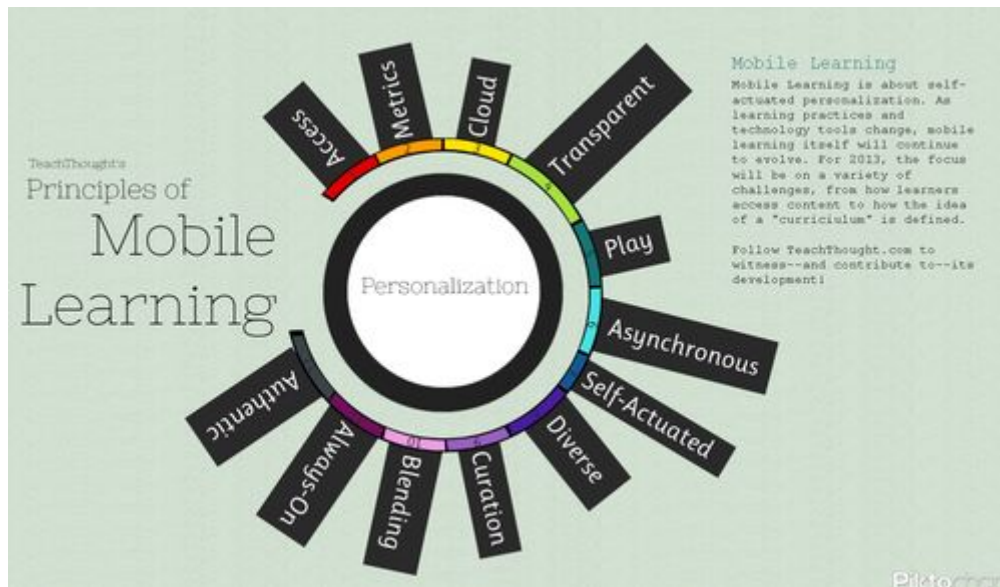 TeachThought's
Principles of
Mobile
Learning
Access
Metrics
Cloud
Transparent
Play
Asynchronous
Self-Actuated
Diverse
Curation
Blending
Always-On
Authentic
Personalization
Mobile Learning
Mobile Learning is about self-
actuated personalization. As
learning practices and
technology tools change, mobile
learning itself will continue
to evolve. For 2013, the focus
will be on a variety of
challenges, from how learners
access content to how the idea
of a "curriciulum" is defined.
Follow TeachThought.com to
witness--and contribute to--its
development!